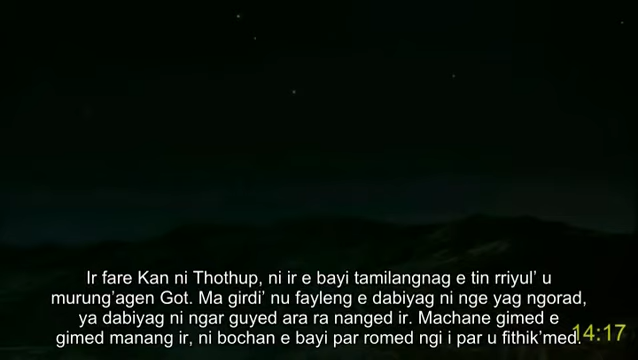 Ir fare Kan ni Thothup, ni ir e bayi tamilangnag e tin rriyul' u
murung'agen Got. Ma girdi' nu fayleng e dabiyag ni nge yag ngorad,
ya dabiyag ni ngar guyed ara ra nanged ir. Machane gimed e
gimed manang ir, ni bochan e bayi par romed ngi i par u fithik'med.
14:17